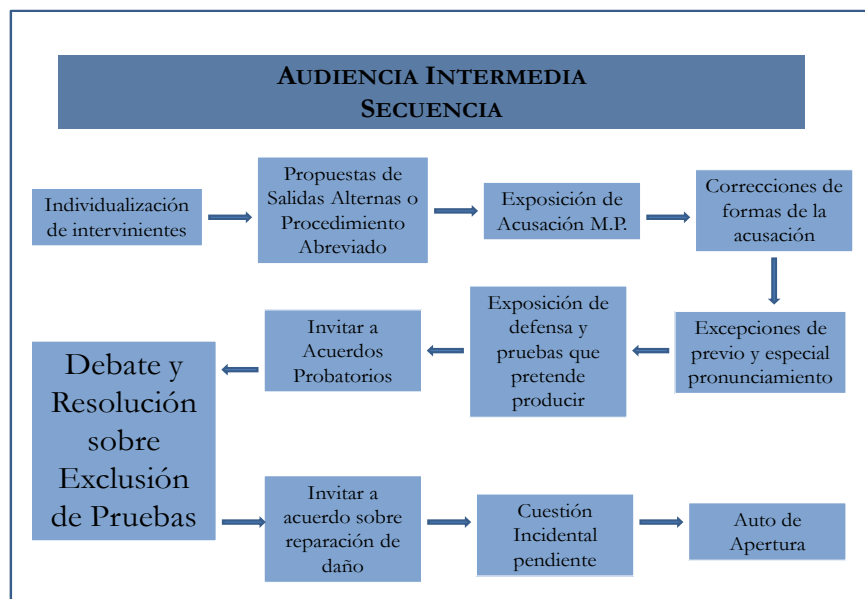 AUDIENCIA INTERMEDIA
SECUENCIA
Individualización
de intervinientes
Propuestas de
Salidas Alternas o
Procedimiento
Abreviado
Exposición de
Acusación M.P.
Correcciones de
formas de la
acusación
Excepciones de
previo y especial
pronunciamiento
Exposición de
defensa y
pruebas que
pretende
producir
Invitar a
Acuerdos
Probatorios
Debate y
Resolución
sobre
Exclusión
de Pruebas
Invitar a
acuerdo sobre
reparación de
daño
Cuestión
Incidental
pendiente
Auto de
Apertura